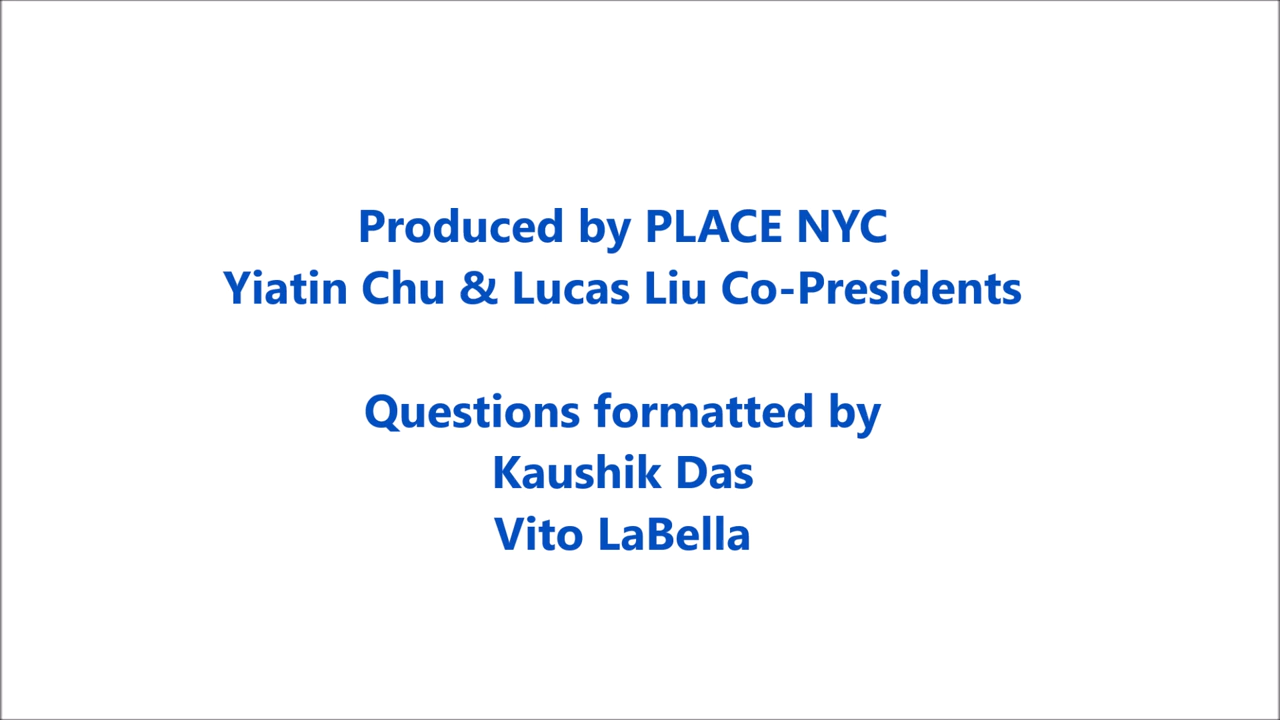 Produced by PLACE NYC
Yiatin Chu & Lucas Liu Co-Presidents
Questions formatted by
Kaushik Das
Vito LaBella